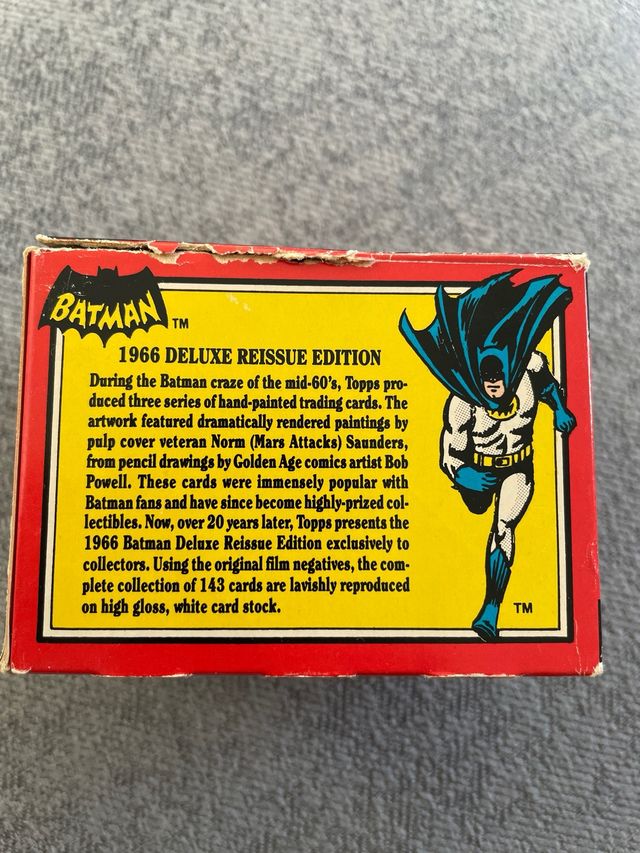 BATMAN TM
1966 DELUXE REISSUE EDITION
During the Batman craze of the mid-60's, Topps pro-
duced three series of hand-painted trading cards. The
artwork featured dramatically rendered paintings by
pulp cover veteran Norm (Mars Attacks) Saunders,
from pencil drawings by Golden Age comics artist Bob
Powell. These cards were immensely popular with
Batman fans and have since become highly-prized col-
lectibles. Now, over 20 years later, Topps presents the
1966 Batman Deluxe Reissue Edition exclusively to
collectors. Using the original film negatives, the com-
plete collection of 143 cards are lavishly reproduced
on high gloss, white card stock.
TM